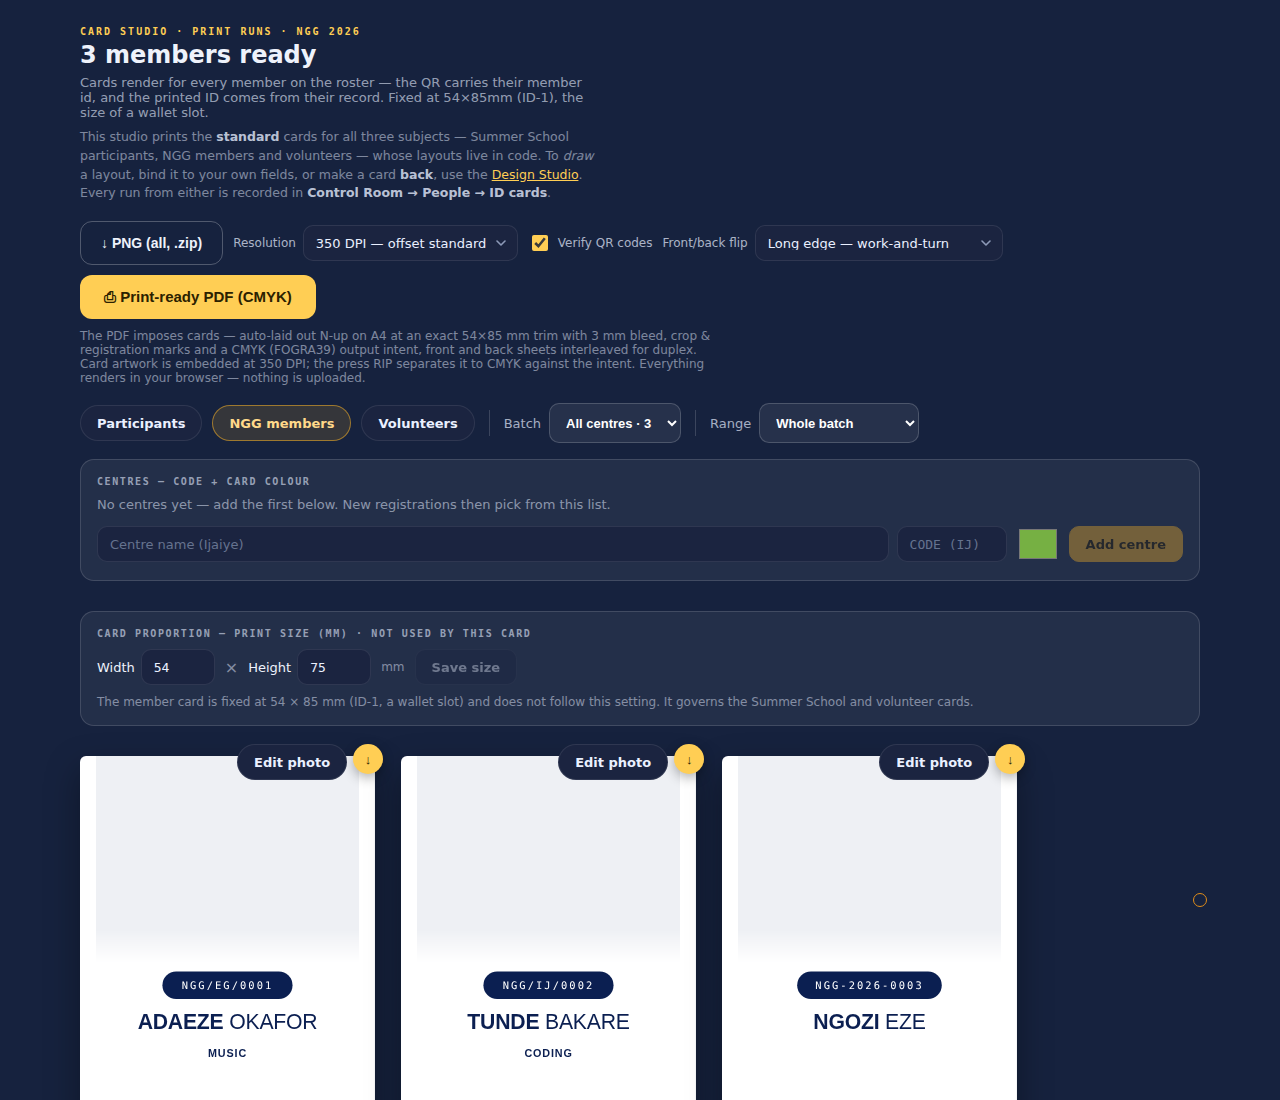 CARD STUDIO · PRINT RUNS · NGG 2026
3 members ready
Cards render for every member on the roster — the QR carries their member
id, and the printed ID comes from their record. Fixed at 54×85mm (ID-1), the
size of a wallet slot.
This studio prints the standard cards for all three subjects — Summer School
participants, NGG members and volunteers — whose layouts live in code. To draw
a layout, bind it to your own fields, or make a card back, use the Design Studio.
Every run from either is recorded in Control Room → People → ID cards.
↓ PNG (all, .zip) Resolution 350 DPI — offset standard Verify QR codes Front/back flip Long edge — work-and-turn
⎙ Print-ready PDF (CMYK)
The PDF imposes cards — auto-laid out N-up on A4 at an exact 54×85 mm trim with 3 mm bleed, crop &
registration marks and a CMYK (FOGRA39) output intent, front and back sheets interleaved for duplex.
Card artwork is embedded at 350 DPI; the press RIP separates it to CMYK against the intent. Everything
renders in your browser — nothing is uploaded.
Participants NGG members Volunteers Batch All centres · 3 Range Whole batch
CENTRES — CODE + CARD COLOUR
No centres yet — add the first below. New registrations then pick from this list.
Centre name (Ijaiye) CODE (IJ) Add centre
CARD PROPORTION — PRINT SIZE (MM) · NOT USED BY THIS CARD
Width 54 × Height 75 mm Save size
The member card is fixed at 54 × 85 mm (ID-1, a wallet slot) and does not follow this setting. It governs the Summer School and volunteer cards.
Edit photo ↓ Edit photo ↓ Edit photo ↓
NGG/EG/0001 NGG/IJ/0002 NGG-2026-0003
ADAEZE OKAFOR TUNDE BAKARE NGOZI EZE
MUSIC CODING